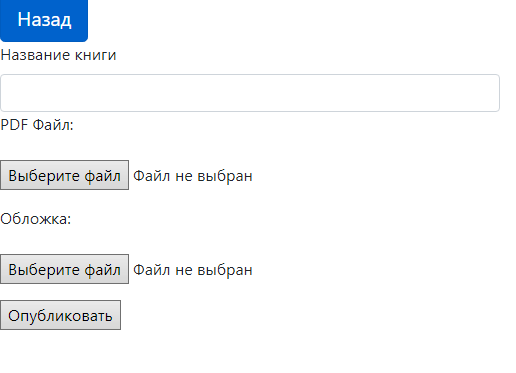 Назад
Название книги
PDF Файл:
Выберите файл Файл не выбран
Обложка:
Выберите файл Файл не выбран
Опубликовать